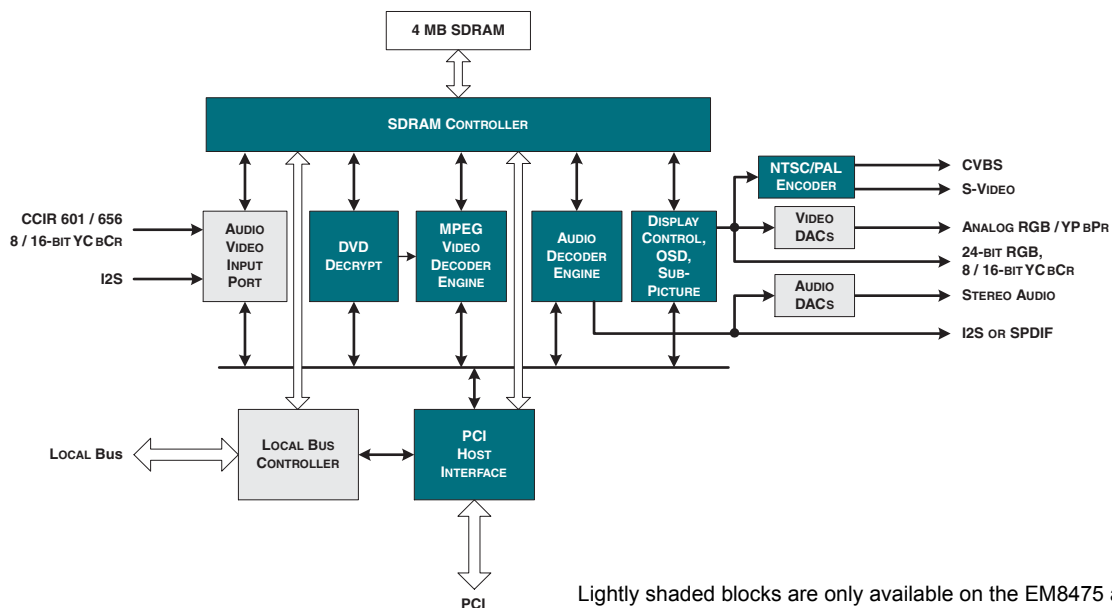 4 MB SDRAM
SDRAM CONTROLLER
CCIR 601 / 656
8 / 16-BIT YCBCR
I2S
AUDIO
VIDEO
INPUT
PORT
DVD
DECRYPT
MPEG
VIDEO
DECODER
ENGINE
AUDIO
DECODER
ENGINE
DISPLAY
CONTROL,
OSD,
SUB-
PICTURE
NTSC/PAL
ENCODER
VIDEO
DACS
AUDIO
DACS
CVBS
S-VIDEO
ANALOG RGB / YPBPR
24-BIT RGB,
8 / 16-BIT YCBCR
STEREO AUDIO
I2S OR SPDIF
LOCAL BUS
LOCAL BUS
CONTROLLER
PCI
HOST
INTERFACE
PCI
Lightly shaded blocks are only available on the EM8475 a